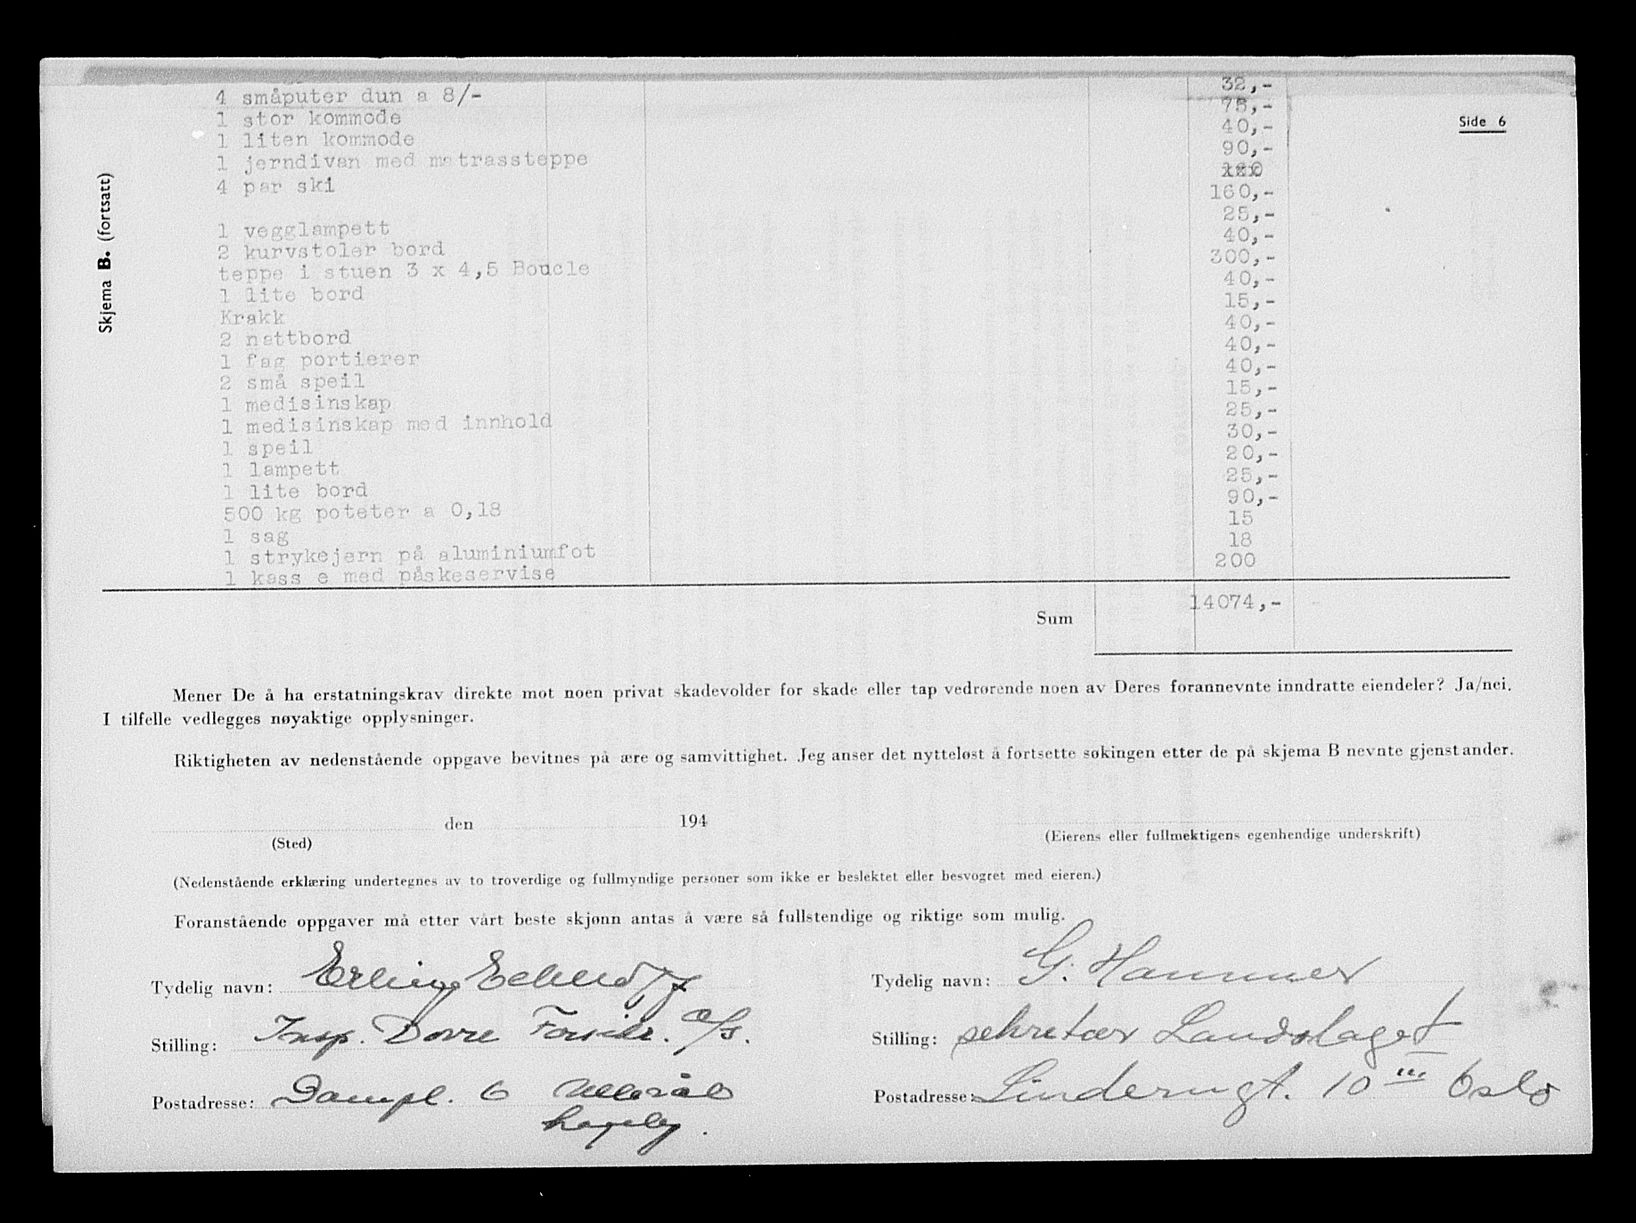 Side 6
Skjema B. (fortsatt)
4 småputer dun a 8/- 32,-
1 stor kommode 75,-
1 liten kommode 40,-
1 jerndivan med matrassteppe 90,-
4 par ski 160,-
1 vegglampett 25,-
2 kurvstoler bord 40,-
teppe i stuen 3 x 4,5 Boucle 300,-
1 lite bord 40,-
Krakk 15,-
2 nattbord 40,-
1 fag portierer 40,-
2 små speil 40,-
1 medisinskap 15,-
1 medisinskap med innhold 25,-
1 speil 30,-
1 lampett 20,-
1 lite bord 25,-
500 kg poteter a 0,18 90,-
1 sag 15
1 strykejern på aluminiumfot 18
1 kass e med påskeservise 200
Sum 14074,-
Mener De å ha erstatningskrav direkte mot noen privat skadevolder for skade eller tap vedrørende noen av Deres forannevnte inndratte eiendeler? Ja/nei.
I tilfelle vedlegges nøyaktige opplysninger.
Riktigheten av nedenstående oppgave bevitnes på ære og samvittighet. Jeg anser det nytteløst å fortsette søkingen etter de på skjema B nevnte gjenstander.
den 194
(Sted) (Eierens eller fullmektigens egenhendige underskrift)
(Nedenstående erklæring undertegnes av to troverdige og fullmyndige personer som ikke er beslektet eller besvogret med eieren.)
Foranstående oppgaver må etter vårt beste skjønn antas å være så fullstendige og riktige som mulig.
Tydelig navn: Erling Tydelig navn: G. Hammer
Stilling: Insp. Dovre A/S. Stilling: sekretær Landslaget
Postadresse: Dampl. 6 Ullevål Postadresse: Linderngt. 10 III Oslo
hageby.